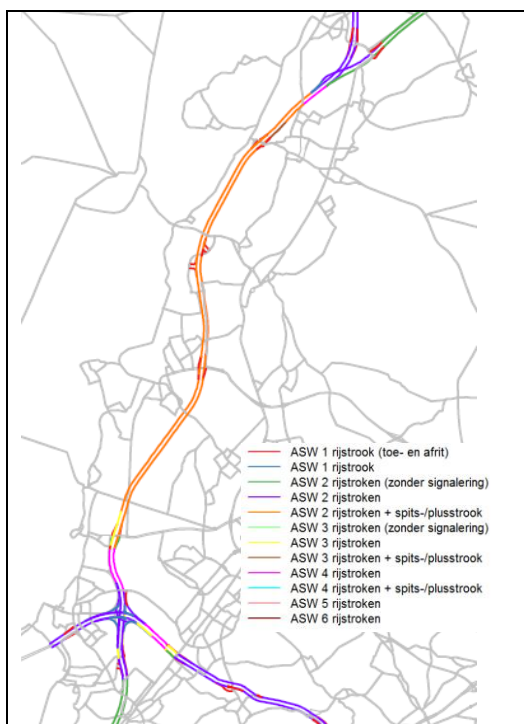 ASW 1 rijstrook (toe- en afrit)
ASW 1 rijstrook
ASW 2 rijstroken (zonder signalering)
ASW 2 rijstroken
ASW 2 rijstroken + spits-/plusstrook
ASW 3 rijstroken (zonder signalering)
ASW 3 rijstroken
ASW 3 rijstroken + spits-/plusstrook
ASW 4 rijstroken
ASW 4 rijstroken + spits-/plusstrook
ASW 5 rijstroken
ASW 6 rijstroken